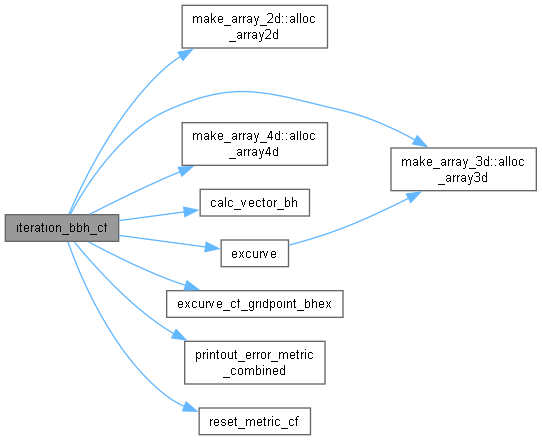 make_array_2d::alloc
_array2d
make_array_4d::alloc
_array4d
make_array_3d::alloc
_array3d
calc_vector_bh
iteration_bbh_cf
excurve
excurve_cf_gridpoint_bhex
printout_error_metric
_combined
reset_metric_cf